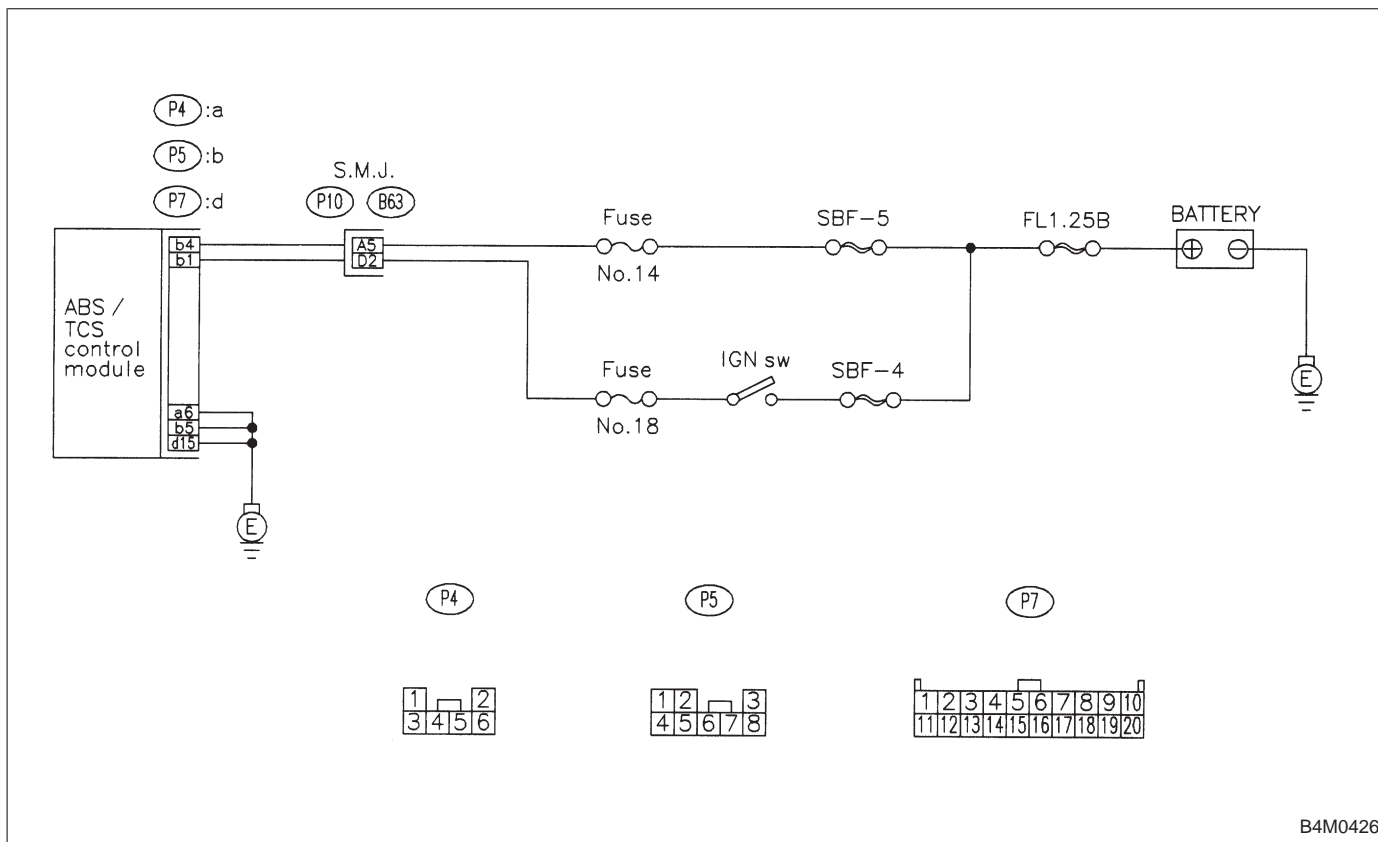 P4 :a
P5 :b
P7 :d
S.M.J.
P10 B63
Fuse
No.14
SBF-5
FL1.25B
BATTERY
⊕ ⊖
b4
b1
A5
D2
ABS /
TCS
control
module
Fuse
No.18
IGN sw
SBF-4
E
a6
b5
d15
E
P4
P5
P7
1 2
3 4 5 6
1 2 3
4 5 6 7 8
1 2 3 4 5 6 7 8 9 10
11 12 13 14 15 16 17 18 19 20
B4M0426